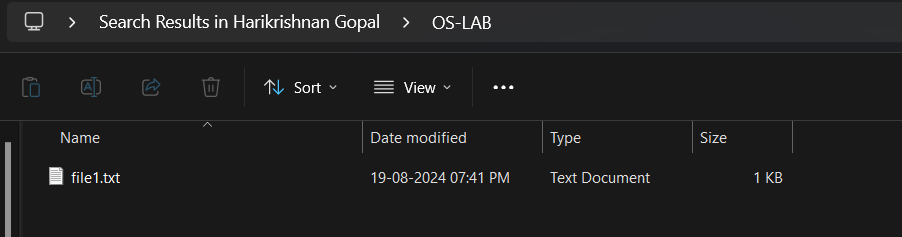 Search Results in Harikrishnan Gopal OS-LAB
Sort View
Name Date modified Type Size
file1.txt 19-08-2024 07:41 PM Text Document 1 KB